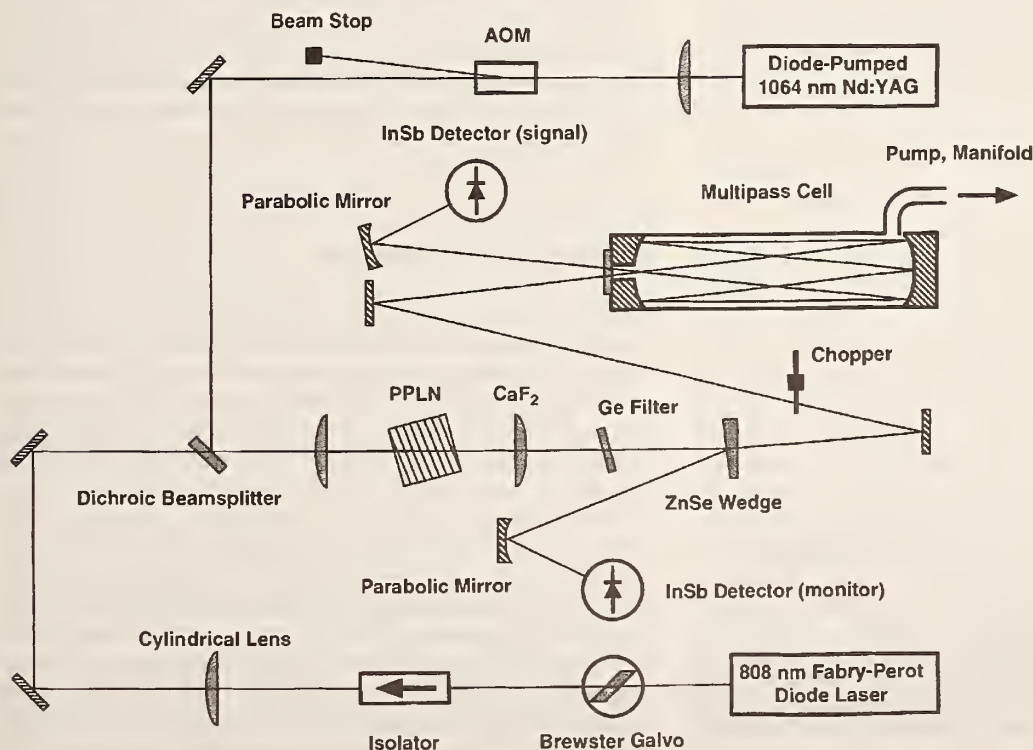 Beam Stop
AOM
Diode-Pumped
1064 nm Nd:YAG
InSb Detector (signal)
Pump, Manifold
Parabolic Mirror
Multipass Cell
Chopper
PPLN
CaF₂
Ge Filter
Dichroic Beamsplitter
ZnSe Wedge
Parabolic Mirror
InSb Detector (monitor)
Cylindrical Lens
808 nm Fabry-Perot
Diode Laser
Isolator
Brewster Galvo